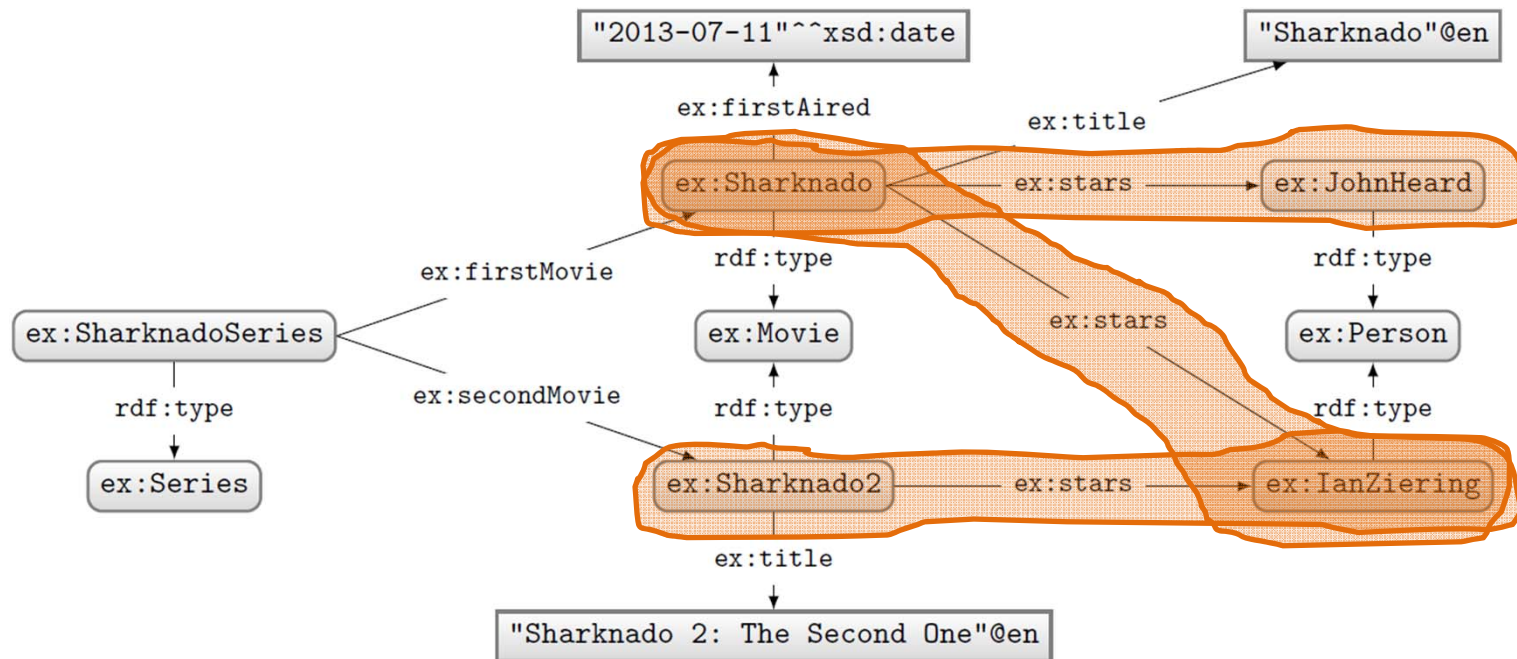 "2013-07-11"^^xsd:date
"Sharknado"@en
ex:firstAired
ex:title
ex:Sharknado
ex:stars
ex:JohnHeard
ex:firstMovie
rdf:type
rdf:type
ex:SharknadoSeries
ex:Movie
ex:stars
ex:Person
ex:secondMovie
rdf:type
rdf:type
rdf:type
ex:Series
ex:Sharknado2
ex:stars
ex:IanZiering
ex:title
"Sharknado 2: The Second One"@en